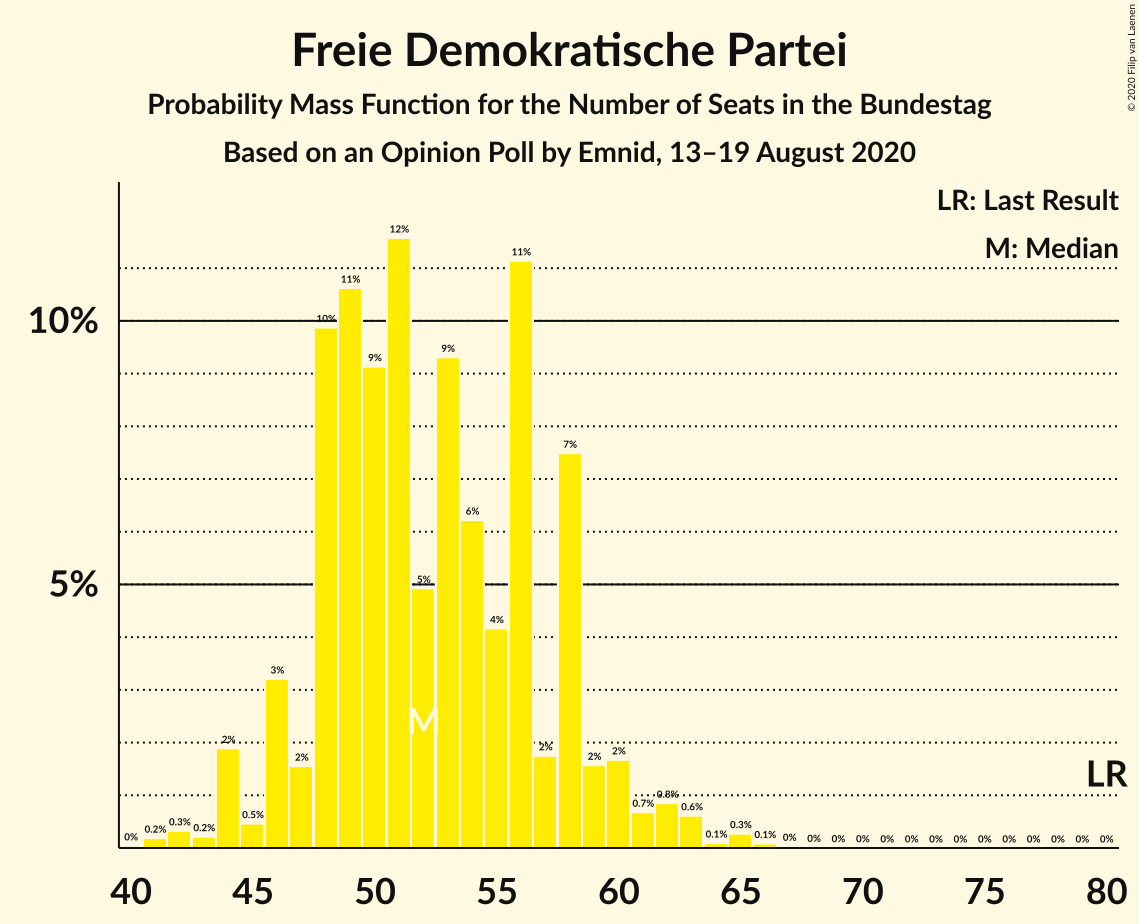 © 2020 Filip van Laenen
Freie Demokratische Partei
Probability Mass Function for the Number of Seats in the Bundestag
Based on an Opinion Poll by Emnid, 13–19 August 2020
LR: Last Result
M: Median
10%
5%
0% 0.2% 0.3% 0.2% 2% 0.5% 3% 2% 10% 11% 9% 12% 5% 9% 6% 4% 11% 2% 7% 2% 2% 0.7% 0.8% 0.6% 0.1% 0.3% 0.1% 0% 0% 0% 0% 0% 0% 0% 0% 0% 0% 0% 0% 0% 0%
M
LR
40 45 50 55 60 65 70 75 80